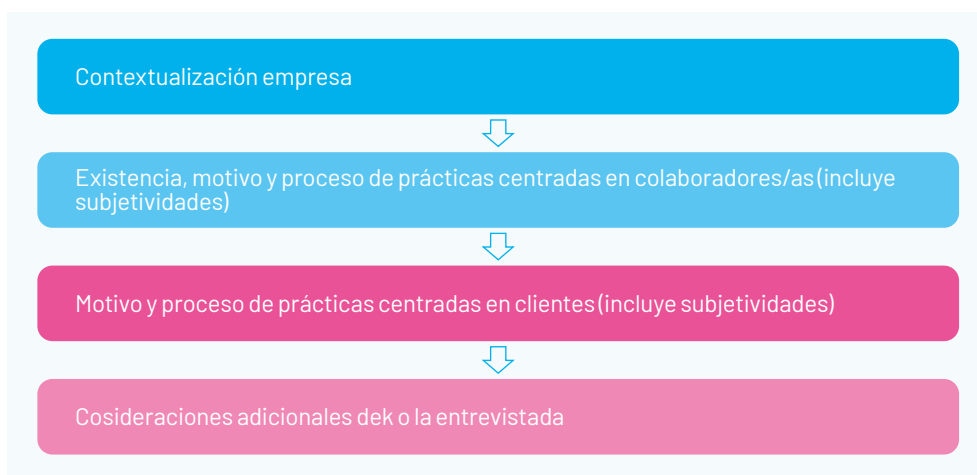 Contextualización empresa
Existencia, motivo y proceso de prácticas centradas en colaboradores/as (incluye
subjetividades)
Motivo y proceso de prácticas centradas en clientes (incluye subjetividades)
Cosideraciones adicionales dek o la entrevistada